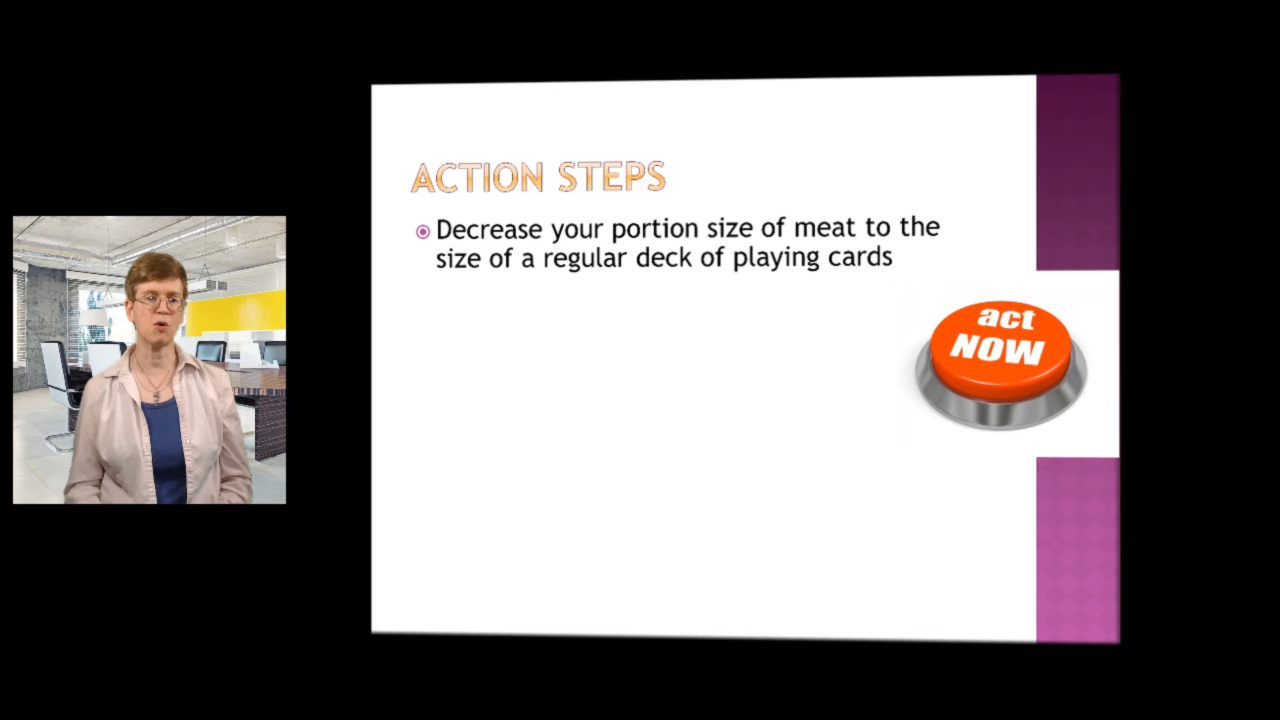 ACTION STEPS
Decrease your portion size of meat to the
size of a regular deck of playing cards
act
NOW